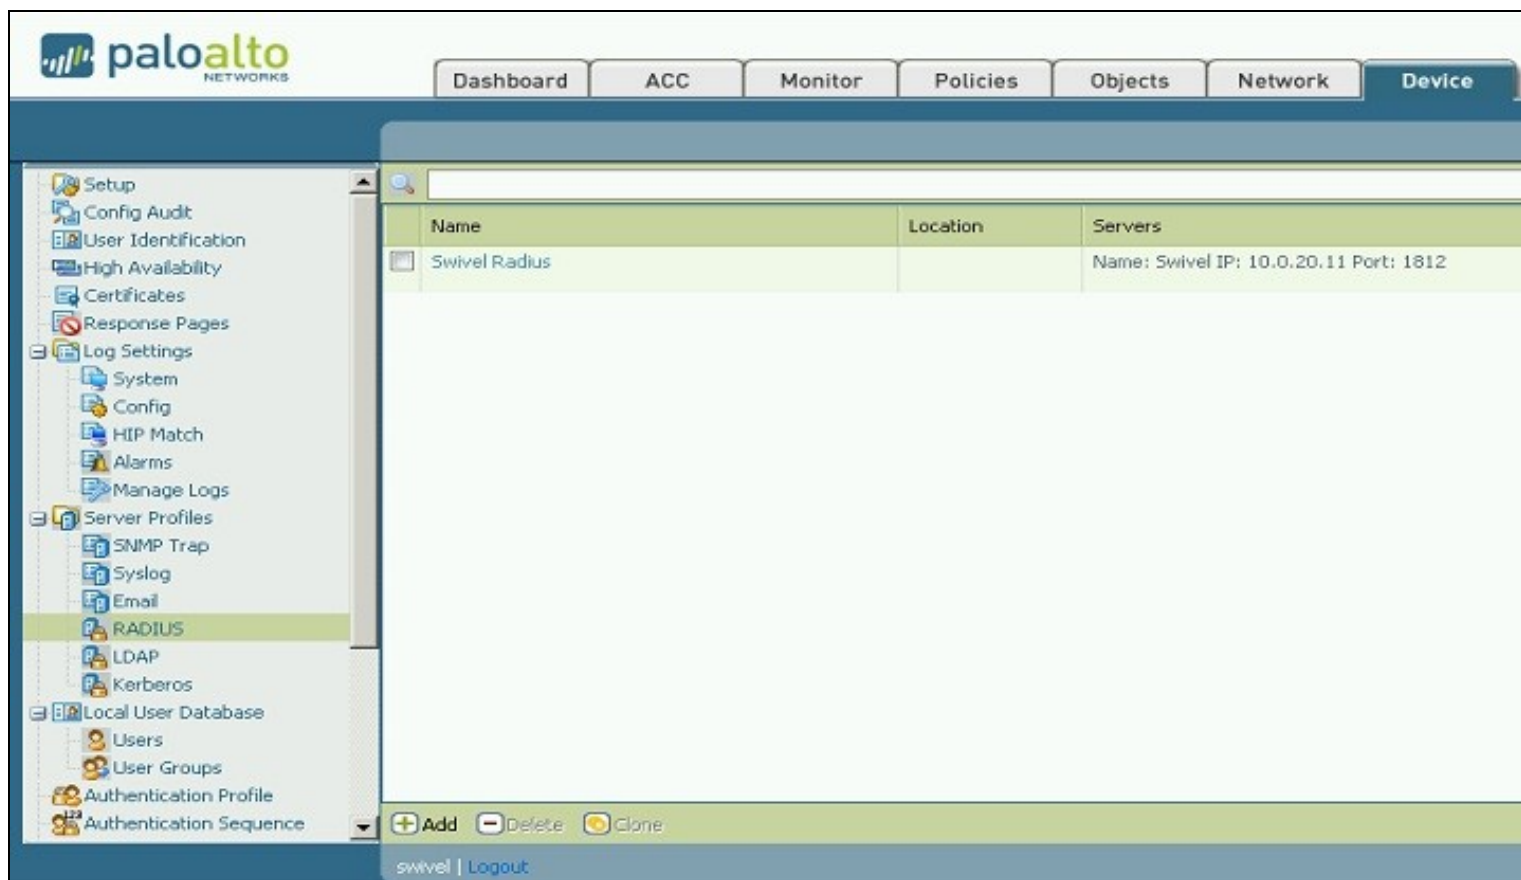 paloalto
NETWORKS
Dashboard ACC Monitor Policies Objects Network Device
Setup
Config Audit
User Identification
High Availability
Certificates
Response Pages
Log Settings
System
Config
HIP Match
Alarms
Manage Logs
Server Profiles
SNMP Trap
Syslog
Email
RADIUS
LDAP
Kerberos
Local User Database
Users
User Groups
Authentication Profile
Authentication Sequence
Name Location Servers
Swivel Radius Name: Swivel IP: 10.0.20.11 Port: 1812
Add Delete Clone
swivel | Logout